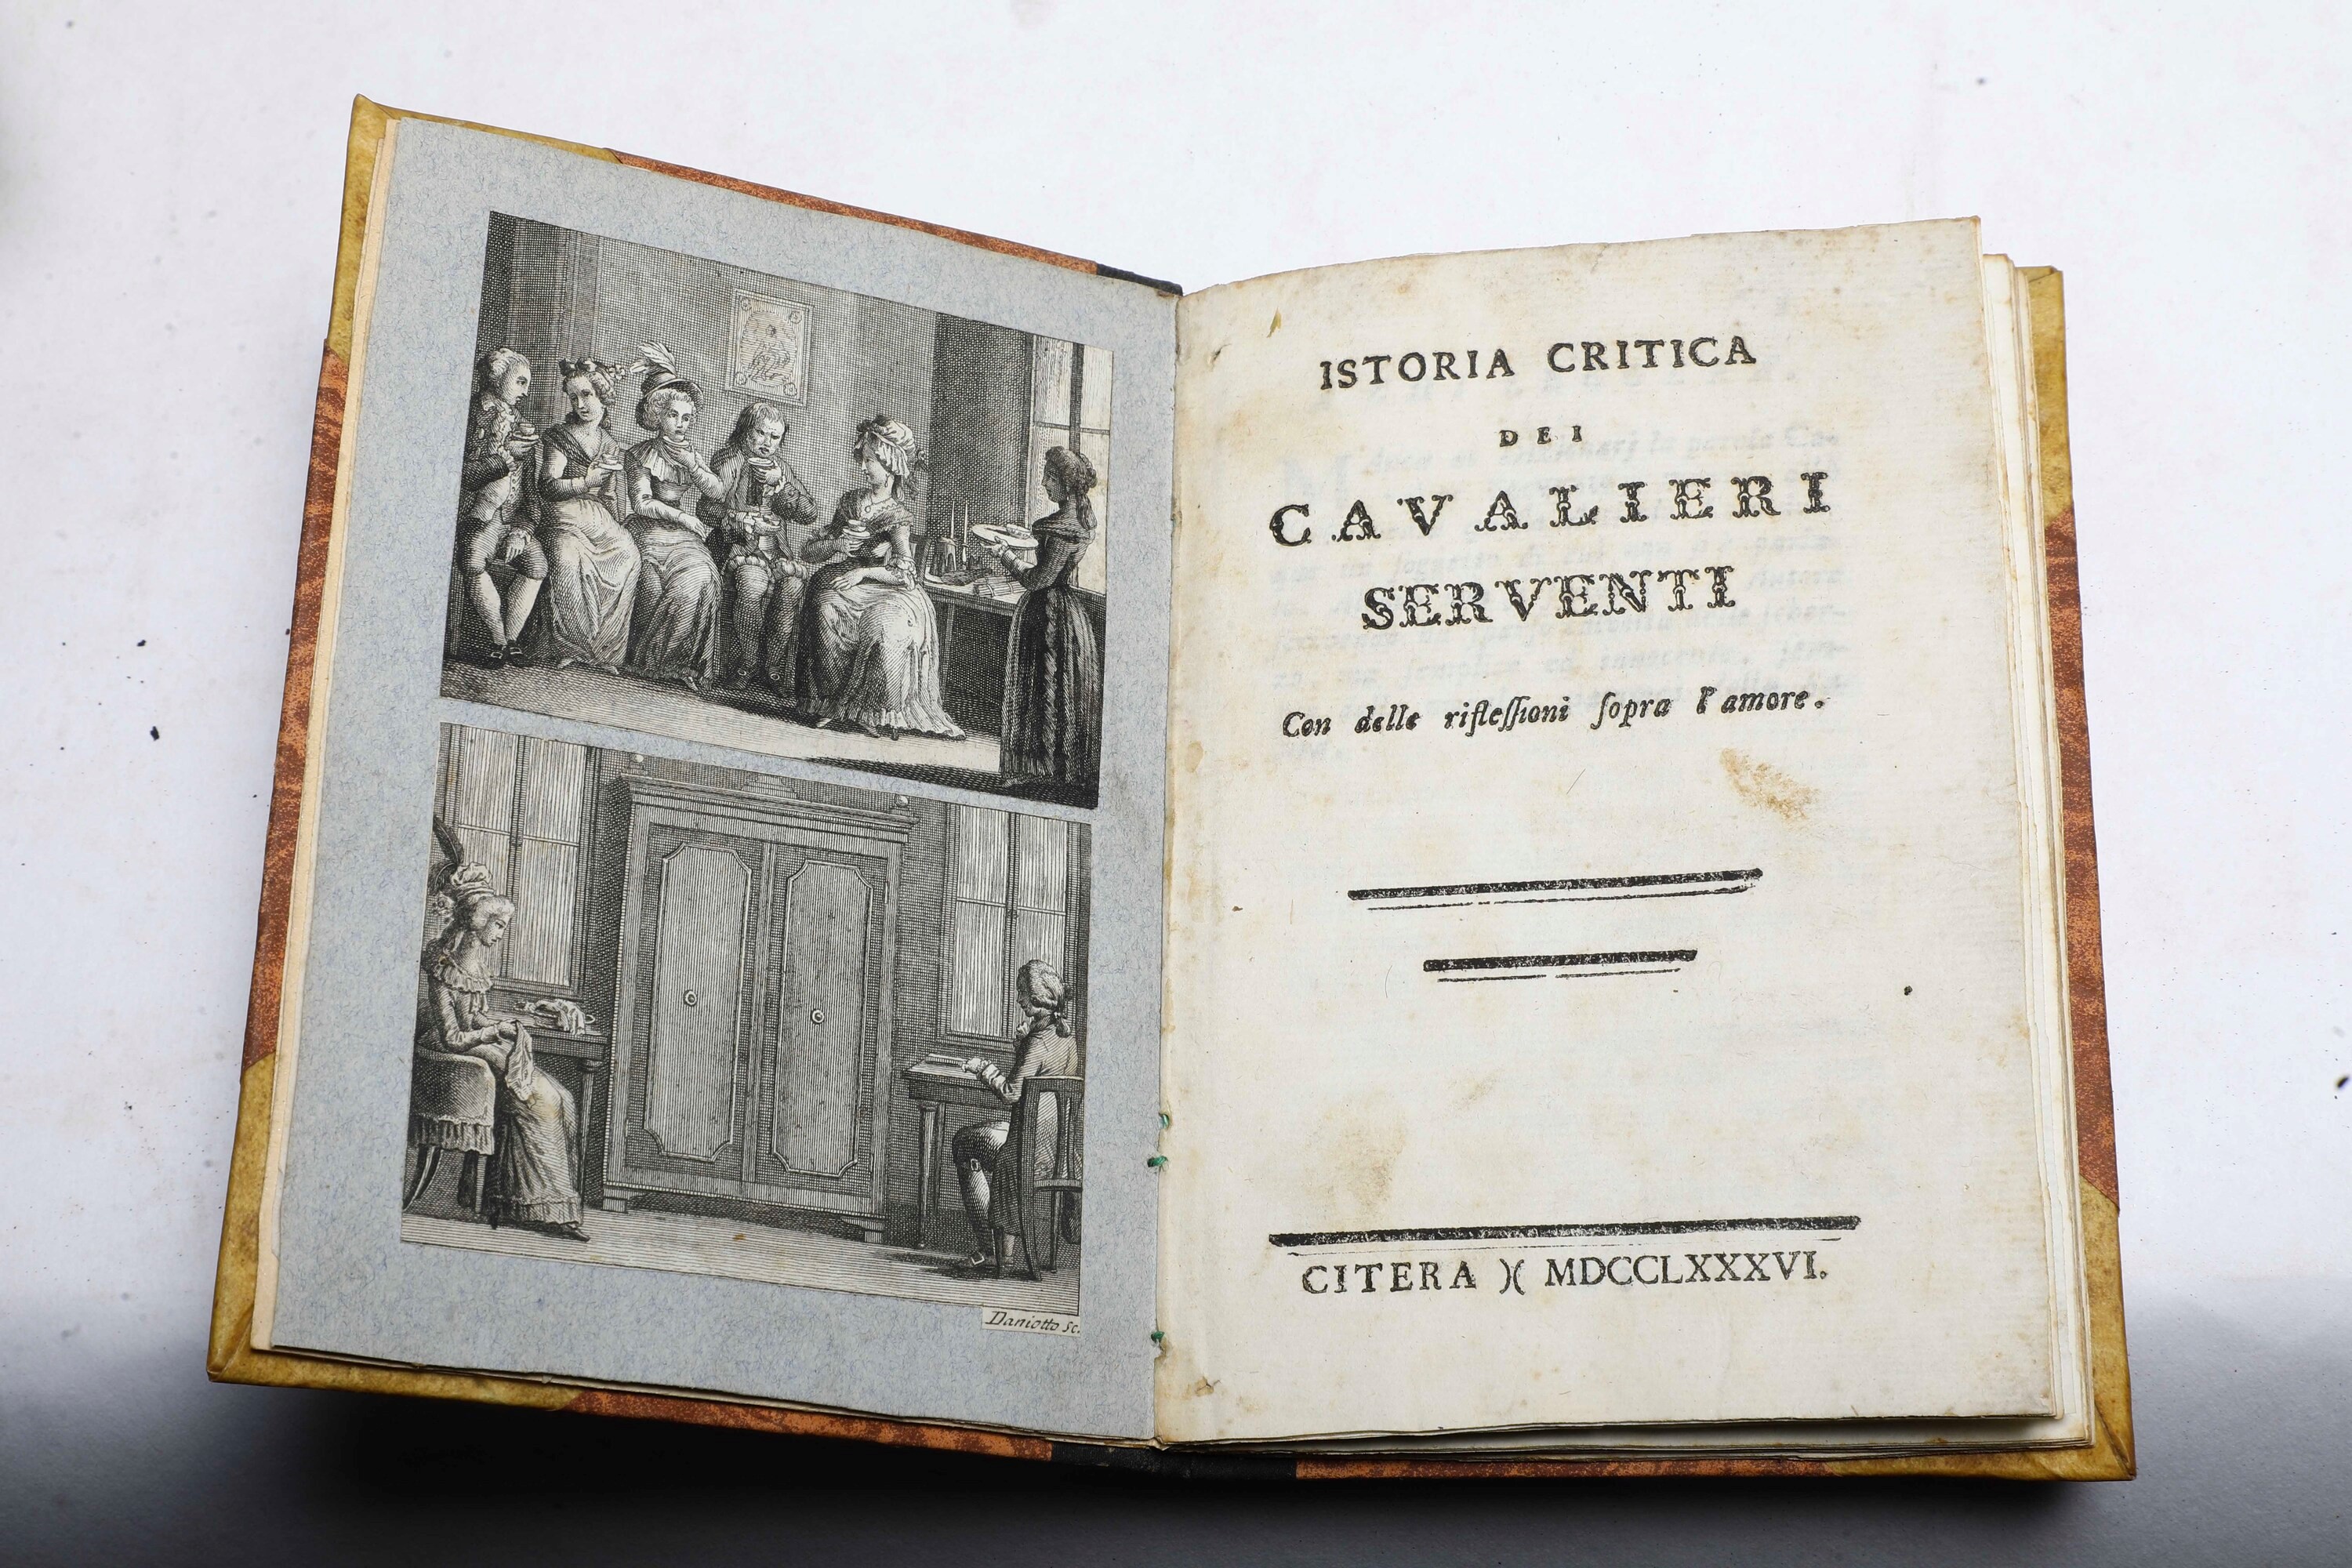 Daniotto sc.
ISTORIA CRITICA
DEI
CAVALIERI
SERVENTI
Con delle riflessioni sopra l'amore.
CITERA )( MDCCLXXXVI.